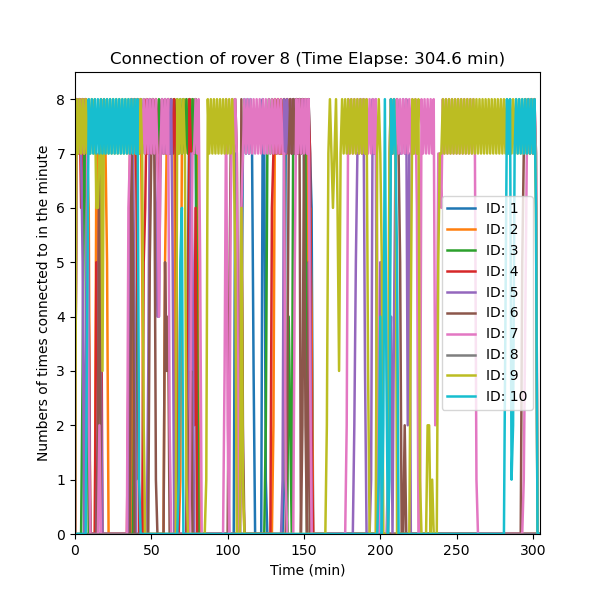 Connection of rover 8 (Time Elapse: 304.6 min)
Numbers of times connected to in the minute
8
7
6
5
4
3
2
1
0
ID: 1
ID: 2
ID: 3
ID: 4
ID: 5
ID: 6
ID: 7
ID: 8
ID: 9
ID: 10
0 50 100 150 200 250 300
Time (min)